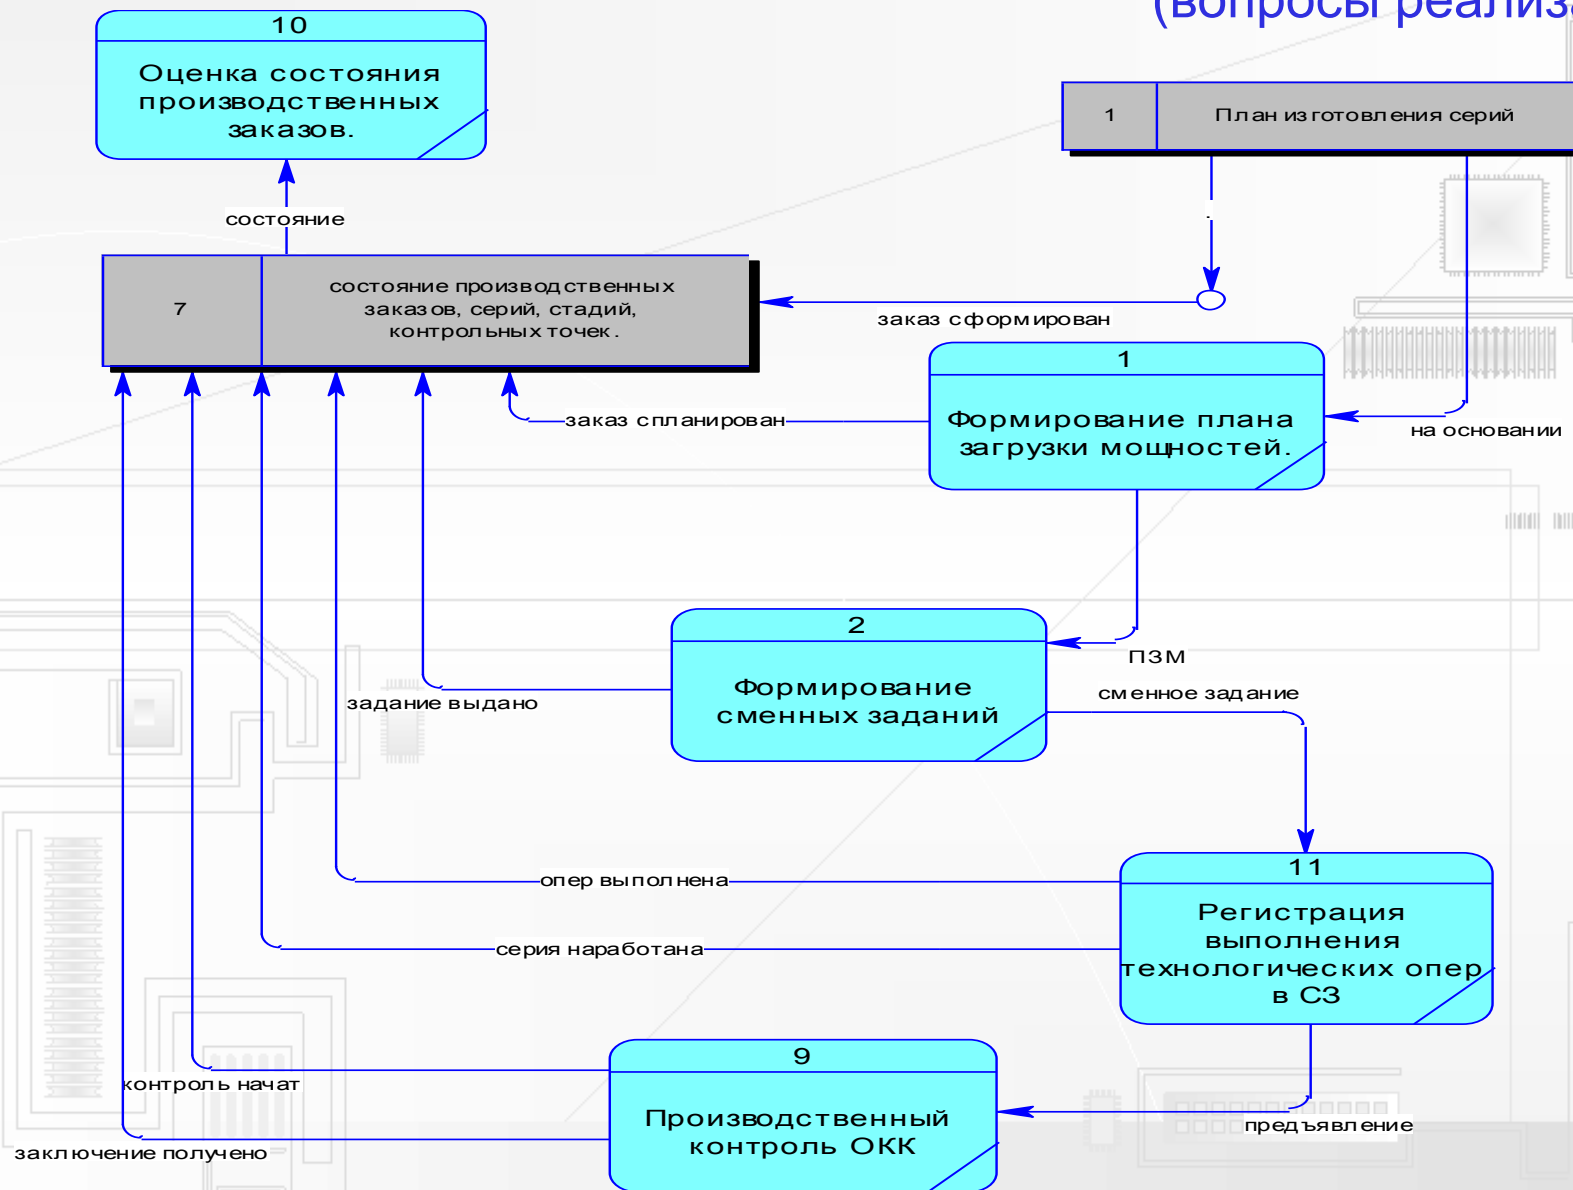 (вопросы реализа
10
Оценка состояния
производственных
заказов.
1
План изготовления серий
состояние
.
7
состояние производственных
заказов, серий, стадий,
контрольных точек.
заказ сформирован
1
Формирование плана
загрузки мощностей.
заказ спланирован
на основании
2
Формирование
сменных заданий
ПЗМ
сменное задание
задание выдано
11
Регистрация
выполнения
технологических опер
в СЗ
опер выполнена
серия наработана
9
Производственный
контроль ОКК
контроль начат
предъявление
заключение получено